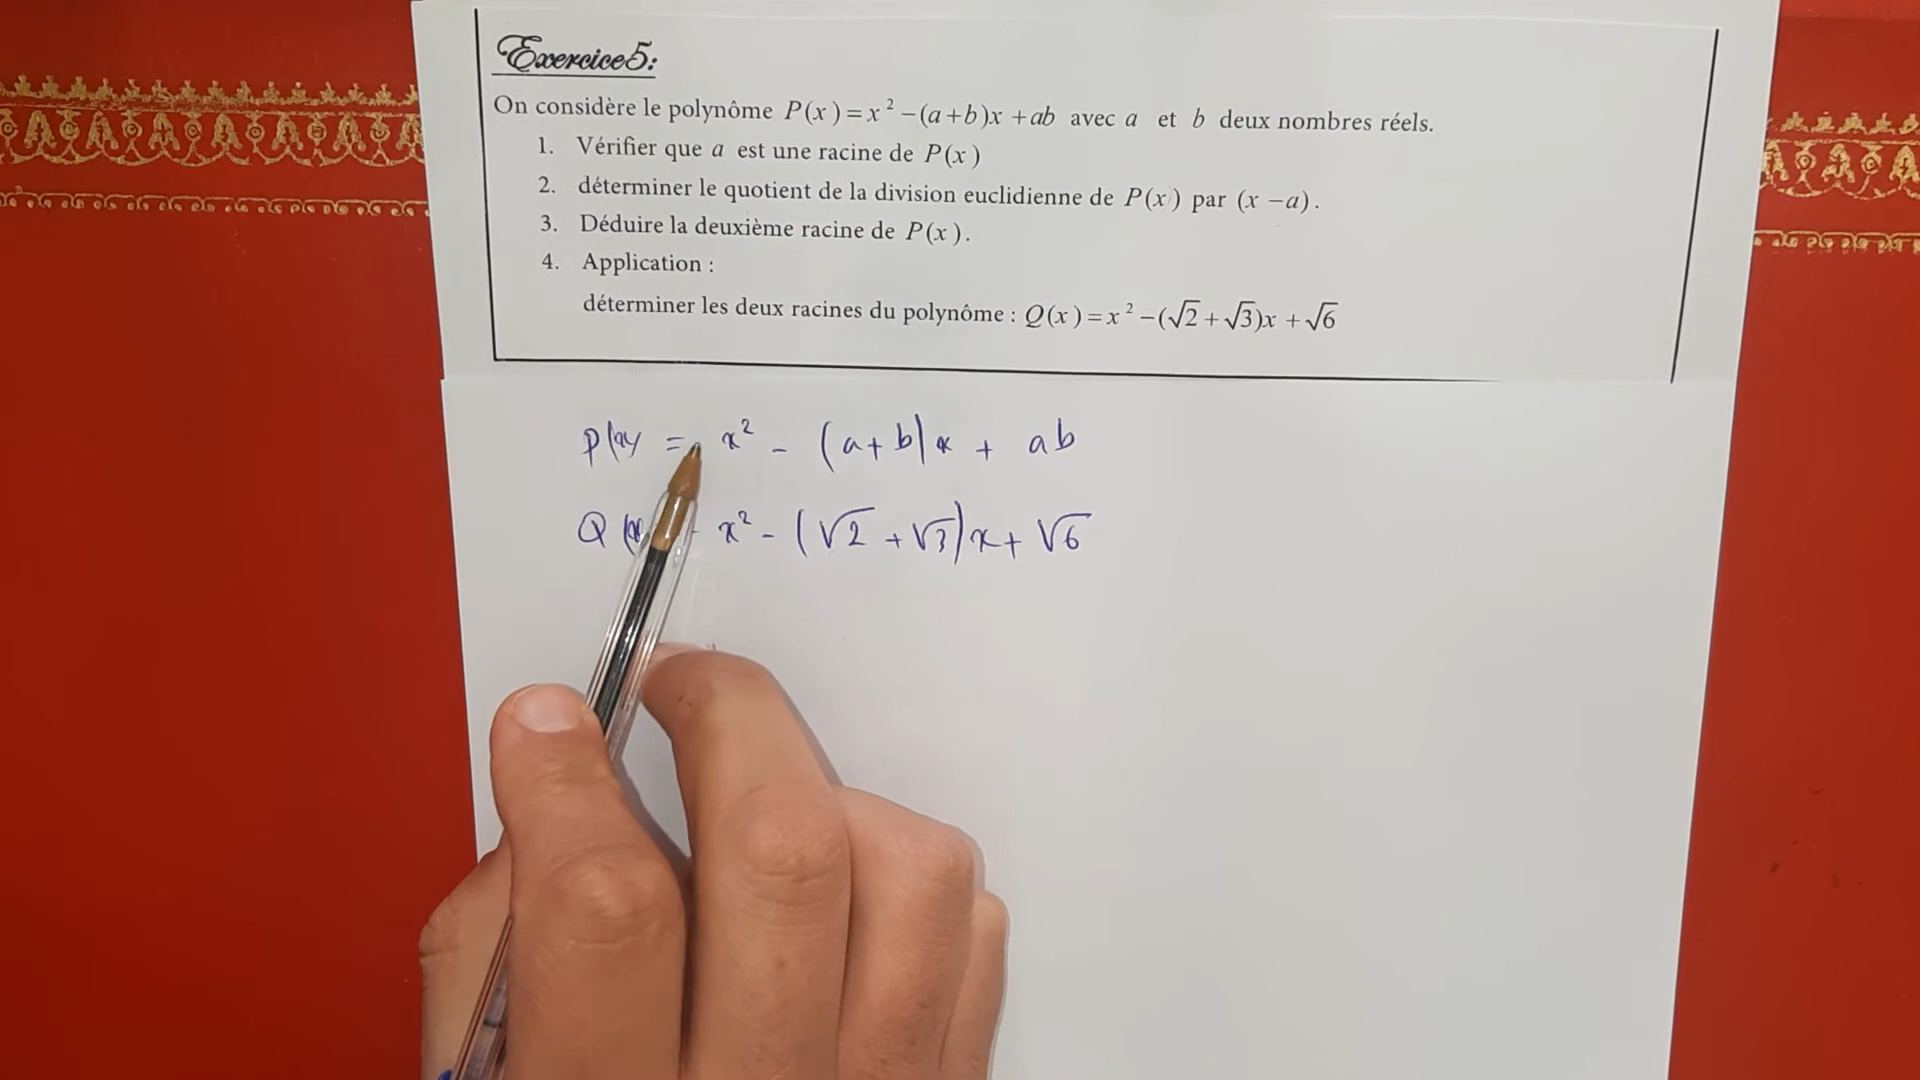 Exercice5:
On considère le polynôme P(x)=x²−(a+b)x+ab avec a et b deux nombres réels.
1. Vérifier que a est une racine de P(x)
2. déterminer le quotient de la division euclidienne de P(x) par (x−a).
3. Déduire la deuxième racine de P(x).
4. Application :
déterminer les deux racines du polynôme : Q(x)=x²−(√2+√3)x+√6
= x² − (a+b)x + ab
Q x² − (√2 + √3)x + √6